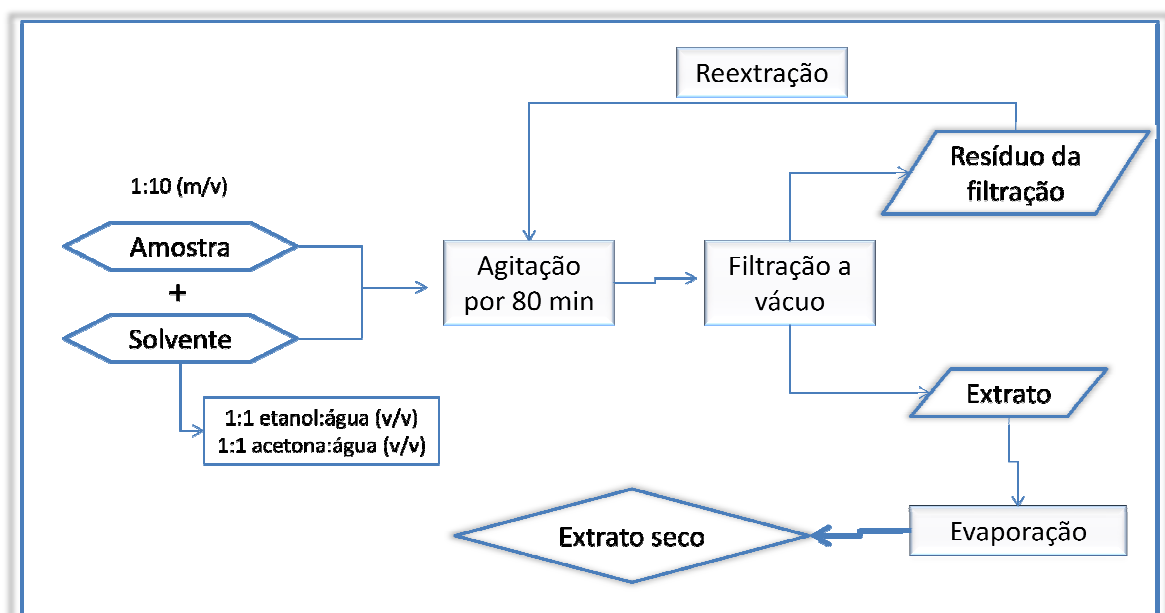 Reextração
Resíduo da
filtração
1:10 (m/v)
Amostra
+
Solvente
Agitação
por 80 min
Filtração a
vácuo
1:1 etanol:água (v/v)
1:1 acetona:água (v/v)
Extrato
Evaporação
Extrato seco